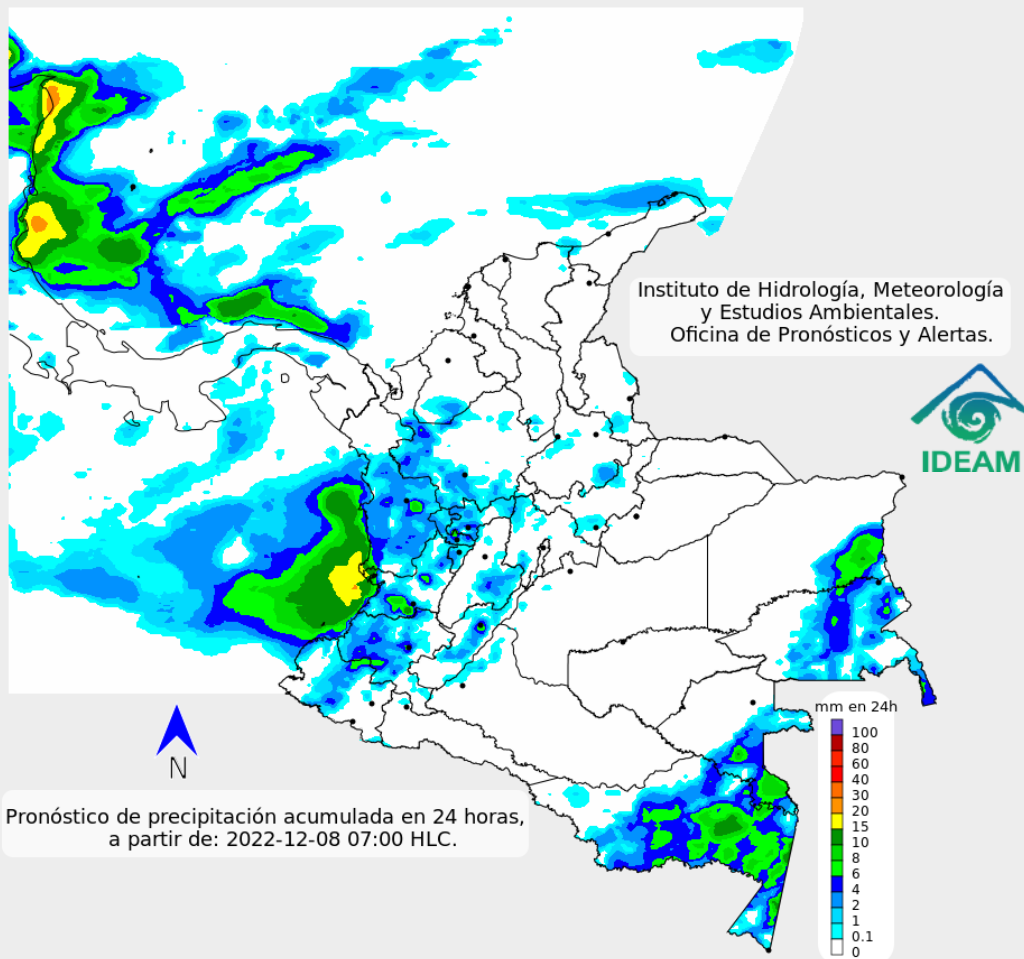 Instituto de Hidrología, Meteorología
y Estudios Ambientales.
Oficina de Pronósticos y Alertas.
IDEAM
mm en 24h
100
80
60
40
30
20
15
10
8
6
4
2
1
0.1
0
N
Pronóstico de precipitación acumulada en 24 horas,
a partir de: 2022-12-08 07:00 HLC.